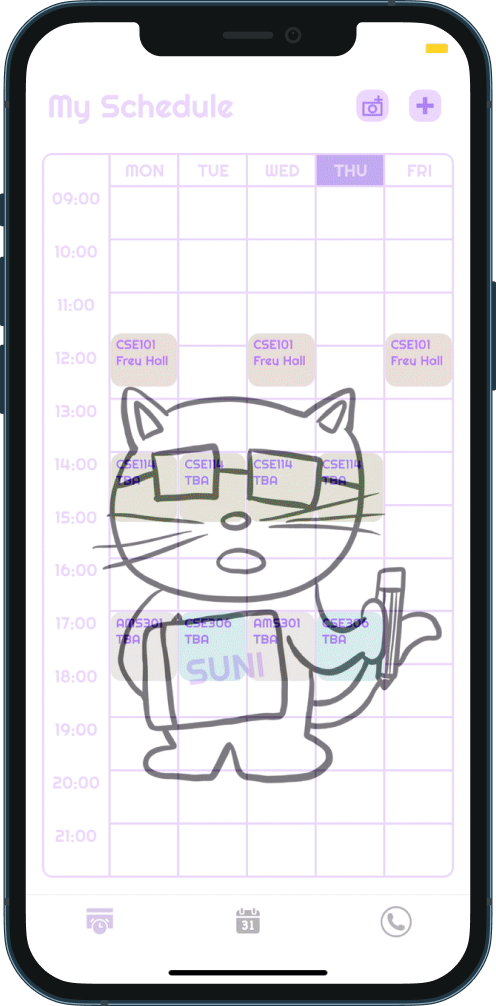 My Schedule
MON TUE WED THU FRI
09:00
10:00
11:00
CSE101 CSE101 CSE101
Frey Hall Frey Hall Frey Hall
12:00
13:00
14:00 CSE114 CSE114 CSE114 CSE114
TBA TBA TBA TBA
15:00
16:00
17:00 AMS301 CSE306 AMS301 CSE306
TBA TBA TBA TBA
SUNI
18:00
19:00
20:00
21:00
31